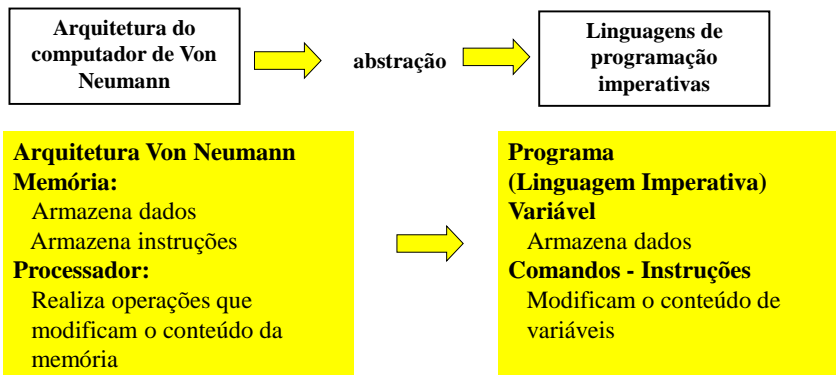 Arquitetura do
computador de Von
Neumann
abstração
Linguagens de
programação
imperativas
Arquitetura Von Neumann
Memória:
Armazena dados
Armazena instruções
Processador:
Realiza operações que
modificam o conteúdo da
memória
Programa
(Linguagem Imperativa)
Variável
Armazena dados
Comandos - Instruções
Modificam o conteúdo de
variáveis